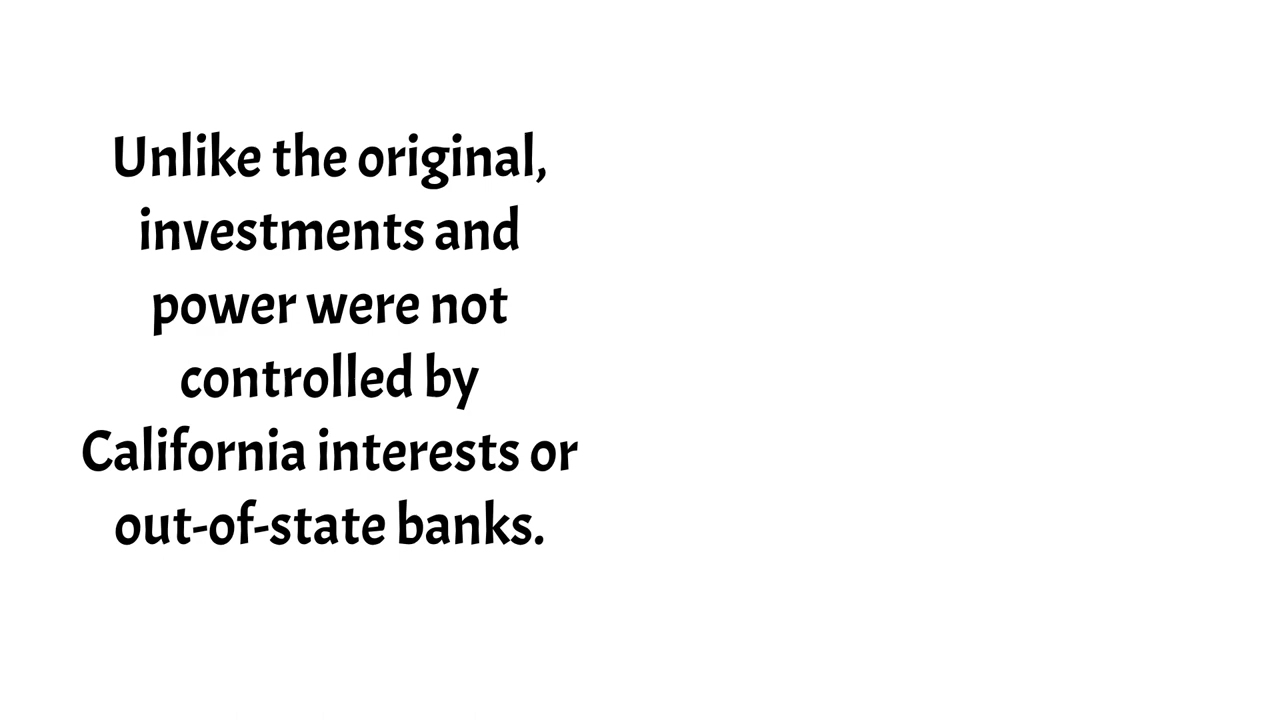 Unlike the original,
investments and
power were not
controlled by
California interests or
out-of-state banks.